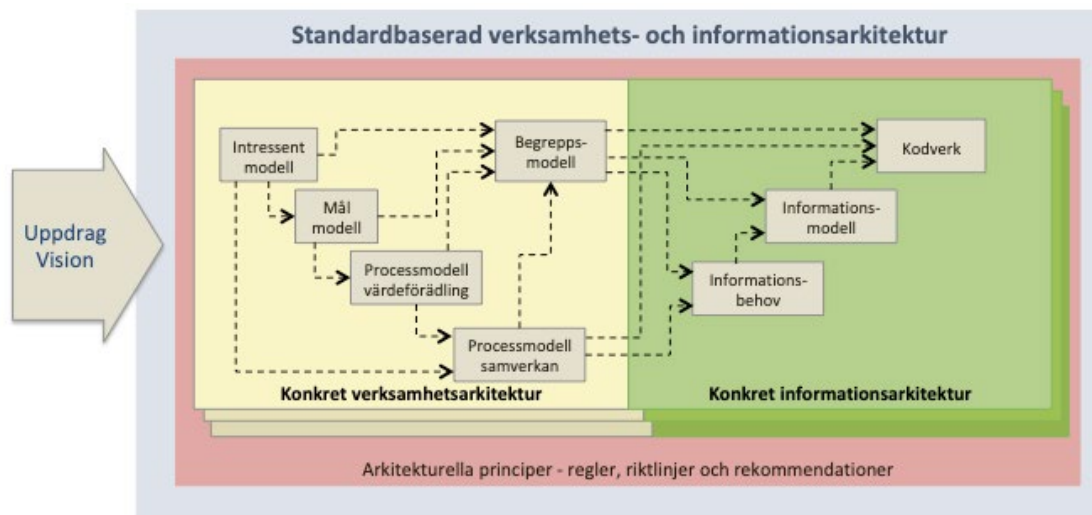 Standardbaserad verksamhets- och informationsarkitektur
Uppdrag
Vision
Intressent
modell
Mål
modell
Processmodell
värdeförädling
Processmodell
samverkan
Begrepps-
modell
Konkret verksamhetsarkitektur
Kodverk
Informations-
modell
Informations-
behov
Konkret informationsarkitektur
Arkitekturella principer - regler, riktlinjer och rekommendationer